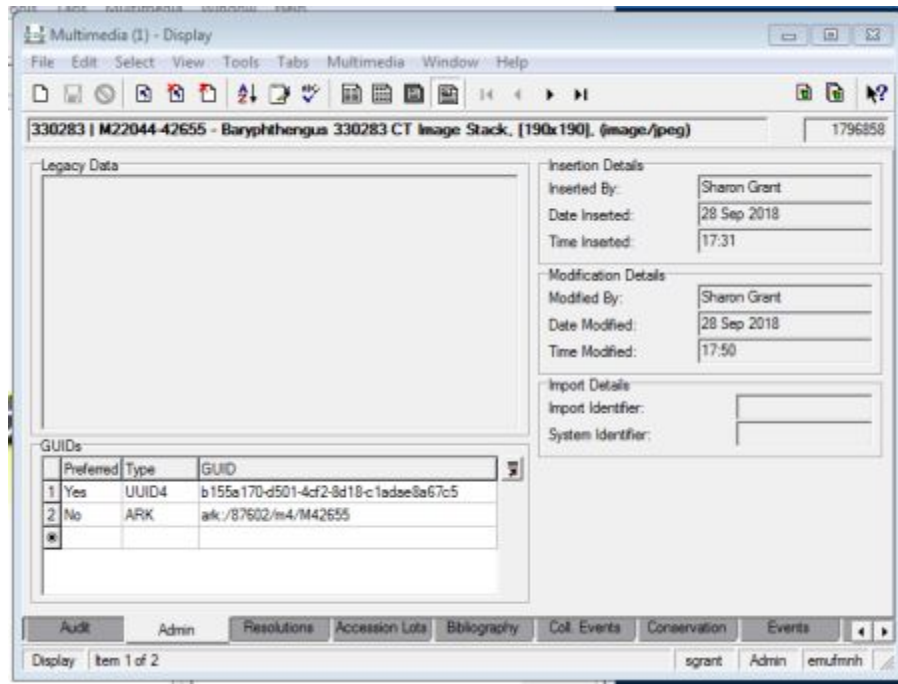 Multimedia (1) - Display
File Edit Select View Tools Tabs Multimedia Window Help
330283 | M22044-42655 - Baryphthengus 330283 CT Image Stack, [190x190], (image/jpeg) 1796858
Legacy Data
Insertion Details
Inserted By: Sharon Grant
Date Inserted: 28 Sep 2018
Time Inserted: 17:31
Modification Details
Modified By: Sharon Grant
Date Modified: 28 Sep 2018
Time Modified: 17:50
Import Details
Import Identifier:
System Identifier:
GUIDs
Preferred Type GUID
1 Yes UUID4 b155a170-d501-4cf2-8d18-c1adae8a67c5
2 No ARK ark:/87602/m4/M42655
Audit Admin Resolutions Accession Lots Bibliography Coll. Events Conservation Events
Display Item 1 of 2 sgrant Admin emufmnh